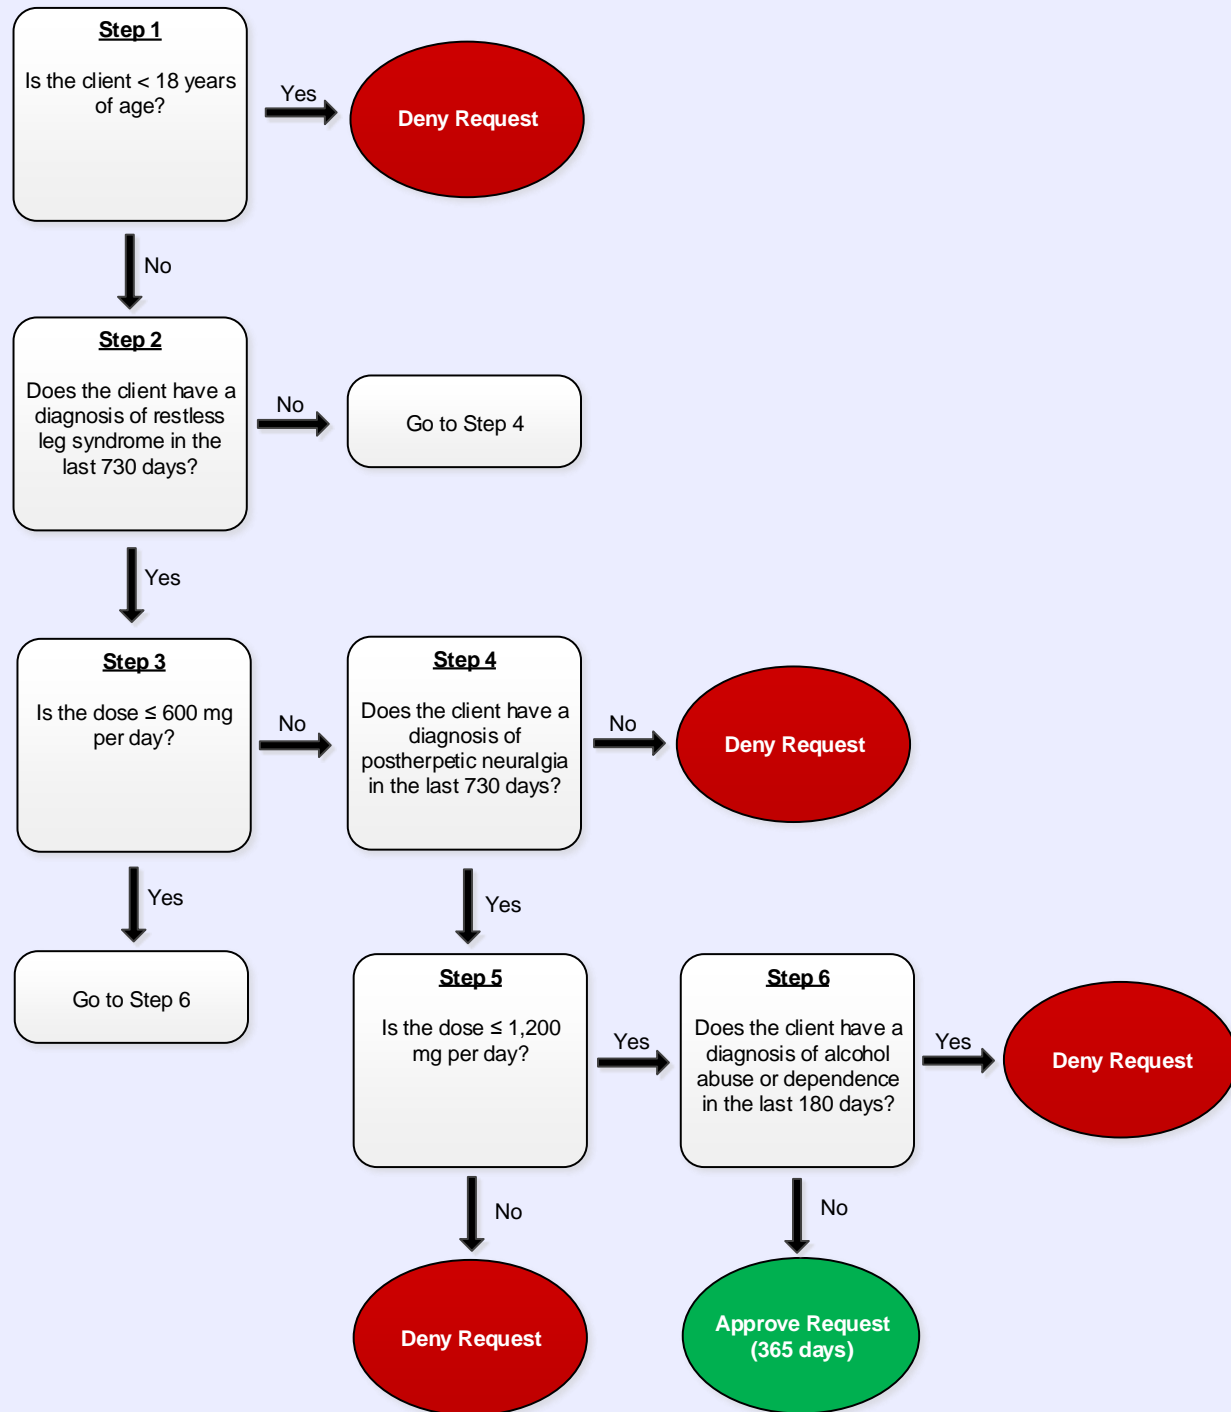 Step 1
Is the client < 18 years
of age?
Yes
Deny Request
No
Step 2
Does the client have a
diagnosis of restless
leg syndrome in the
last 730 days?
No
Go to Step 4
Yes
Step 3
Is the dose ≤ 600 mg
per day?
No
Step 4
Does the client have a
diagnosis of
postherpetic neuralgia
in the last 730 days?
No
Deny Request
Yes
Go to Step 6
Yes
Step 5
Is the dose ≤ 1,200
mg per day?
Yes
Step 6
Does the client have a
diagnosis of alcohol
abuse or dependence
in the last 180 days?
Yes
Deny Request
No
Deny Request
No
Approve Request
(365 days)